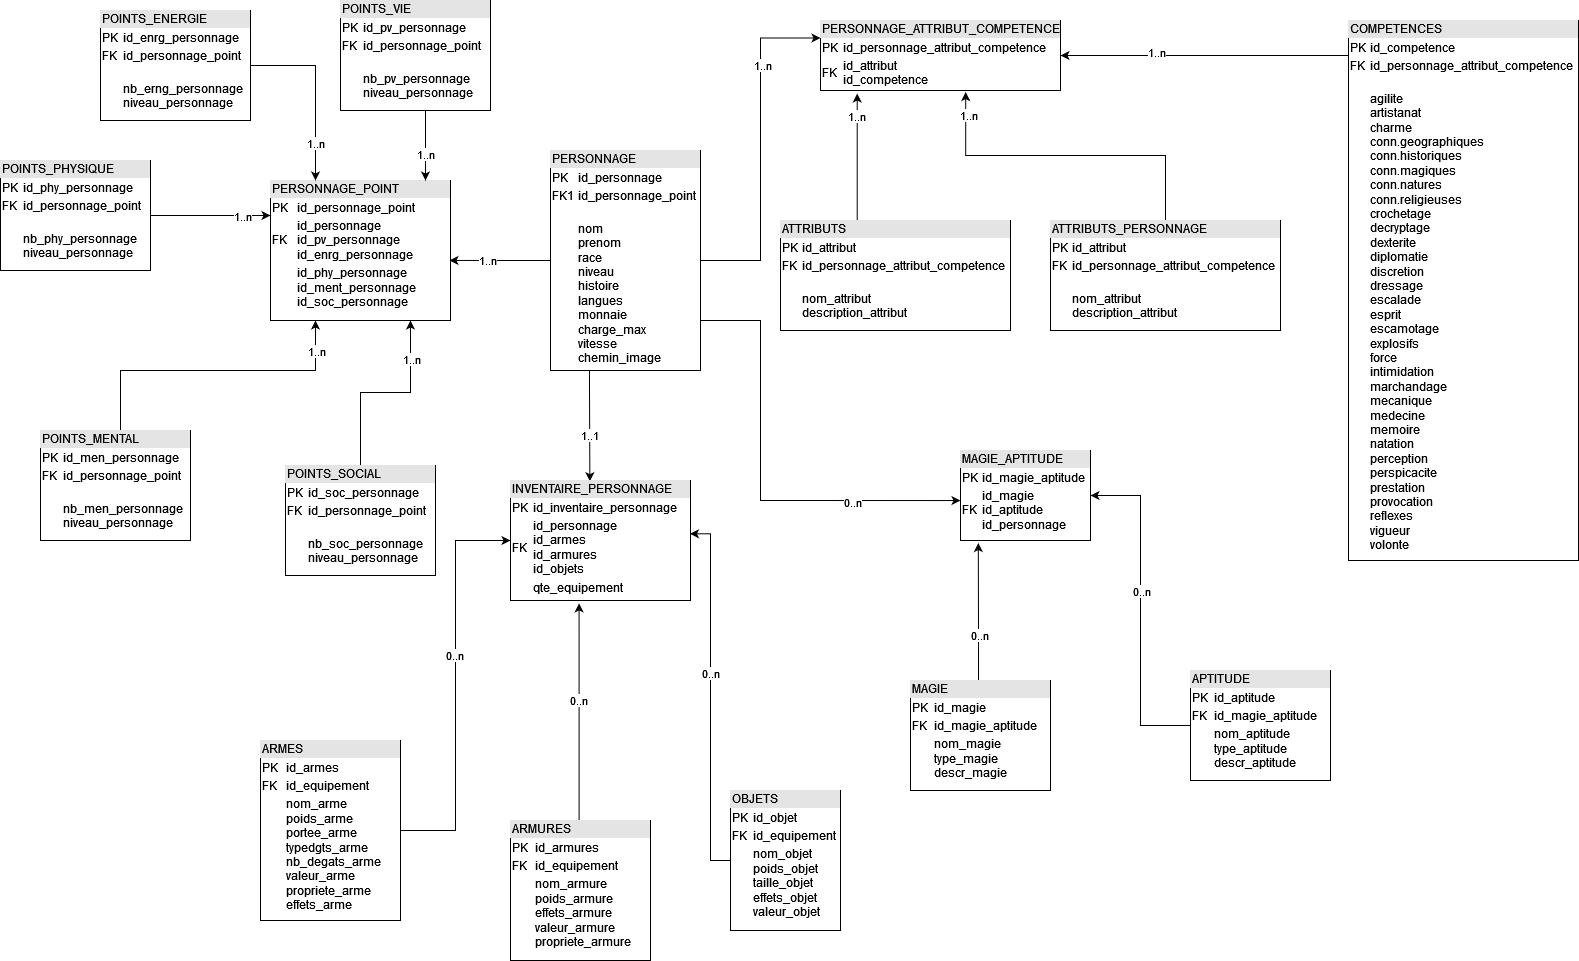 POINTS_ENERGIE
PK id_enrg_personnage
FK id_personnage_point
nb_erng_personnage
niveau_personnage
POINTS_VIE
PK id_pv_personnage
FK id_personnage_point
nb_pv_personnage
niveau_personnage
PERSONNAGE_ATTRIBUT_COMPETENCE
PK id_personnage_attribut_competence
id_attribut
FK
id_competence
COMPETENCES
PK id_competence
FK id_personnage_attribut_competence
agilite
artistanat
charme
conn.geographiques
conn.historiques
conn.magiques
conn.natures
conn.religieuses
crochetage
decryptage
dexterite
diplomatie
discretion
dressage
escalade
esprit
escamotage
explosifs
force
intimidation
marchandage
mecanique
medecine
memoire
natation
perception
perspicacite
prestation
provocation
reflexes
vigueur
volonte
1..n
1..n
1..n
1..n
1..n
1..n
POINTS_PHYSIQUE
PK id_phy_personnage
FK id_personnage_point
nb_phy_personnage
niveau_personnage
1..n
PERSONNAGE_POINT
PK id_personnage_point
id_personnage
FK id_pv_personnage
id_enrg_personnage
id_phy_personnage
id_ment_personnage
id_soc_personnage
1..n
PERSONNAGE
PK id_personnage
FK1 id_personnage_point
nom
prenom
race
niveau
histoire
langues
monnaie
charge_max
vitesse
chemin_image
ATTRIBUTS
PK id_attribut
FK id_personnage_attribut_competence
nom_attribut
description_attribut
ATTRIBUTS_PERSONNAGE
PK id_attribut
FK id_personnage_attribut_competence
nom_attribut
description_attribut
1..n
1..n
1..1
POINTS_MENTAL
PK id_men_personnage
FK id_personnage_point
nb_men_personnage
niveau_personnage
POINTS_SOCIAL
PK id_soc_personnage
FK id_personnage_point
nb_soc_personnage
niveau_personnage
INVENTAIRE_PERSONNAGE
PK id_inventaire_personnage
id_personnage
id_armes
FK
id_armures
id_objets
qte_equipement
0..n
MAGIE_APTITUDE
PK id_magie_aptitude
id_magie
FK id_aptitude
id_personnage
0..n
0..n
0..n
0..n
0..n
MAGIE
PK id_magie
FK id_magie_aptitude
nom_magie
type_magie
descr_magie
APTITUDE
PK id_aptitude
FK id_magie_aptitude
nom_aptitude
type_aptitude
descr_aptitude
ARMES
PK id_armes
FK id_equipement
nom_arme
poids_arme
portee_arme
typedgts_arme
nb_degats_arme
valeur_arme
propriete_arme
effets_arme
ARMURES
PK id_armures
FK id_equipement
nom_armure
poids_armure
effets_armure
valeur_armure
propriete_armure
OBJETS
PK id_objet
FK id_equipement
nom_objet
poids_objet
taille_objet
effets_objet
valeur_objet